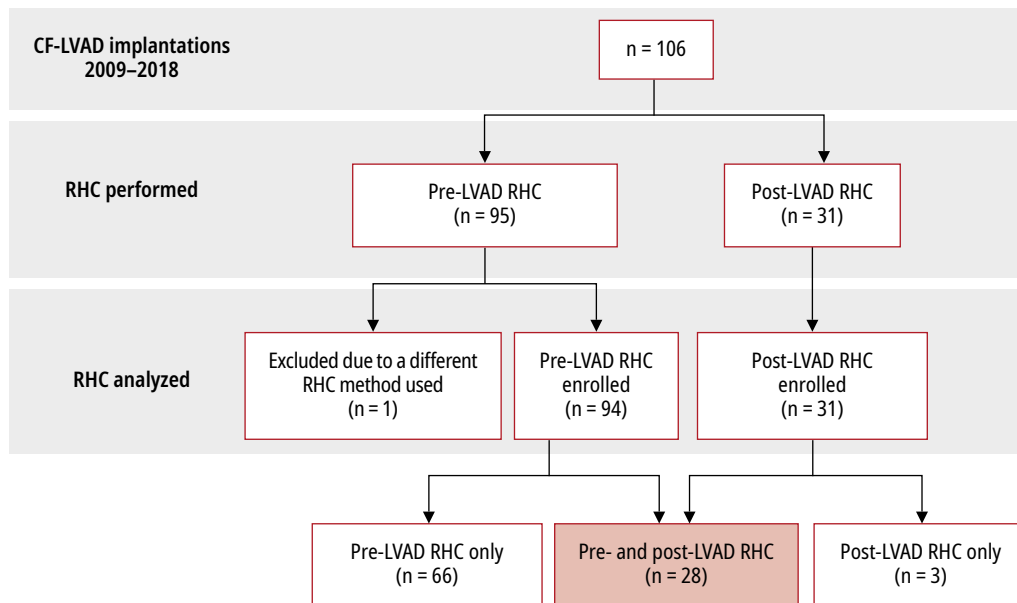 CF-LVAD implantations
2009–2018
n = 106
RHC performed
Pre-LVAD RHC
(n = 95)
Post-LVAD RHC
(n = 31)
RHC analyzed
Excluded due to a different
RHC method used
(n = 1)
Pre-LVAD RHC
enrolled
(n = 94)
Post-LVAD RHC
enrolled
(n = 31)
Pre-LVAD RHC only
(n = 66)
Pre- and post-LVAD RHC
(n = 28)
Post-LVAD RHC only
(n = 3)